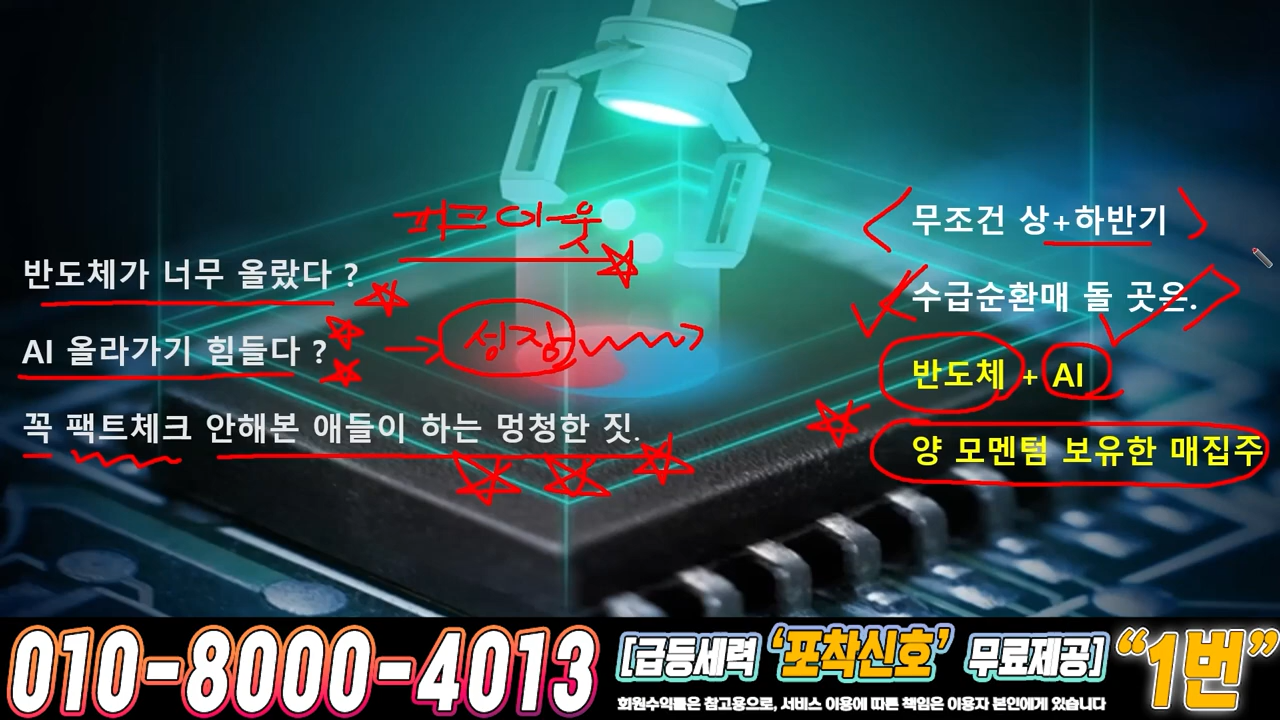 피크아웃
반도체가 너무 올랐다 ?
AI 올라가기 힘들다 ?
성장
꼭 팩트체크 안해본 애들이 하는 멍청한 짓.
무조건 상+하반기
수급순환매 돌 곳은.
반도체 + AI
양 모멘텀 보유한 매집주
010-8000-4013
[급등세력 '포착신호' 무료제공] "1번"
회원수익률은 참고용으로, 서비스 이용에 따른 책임은 이용자 본인에게 있습니다